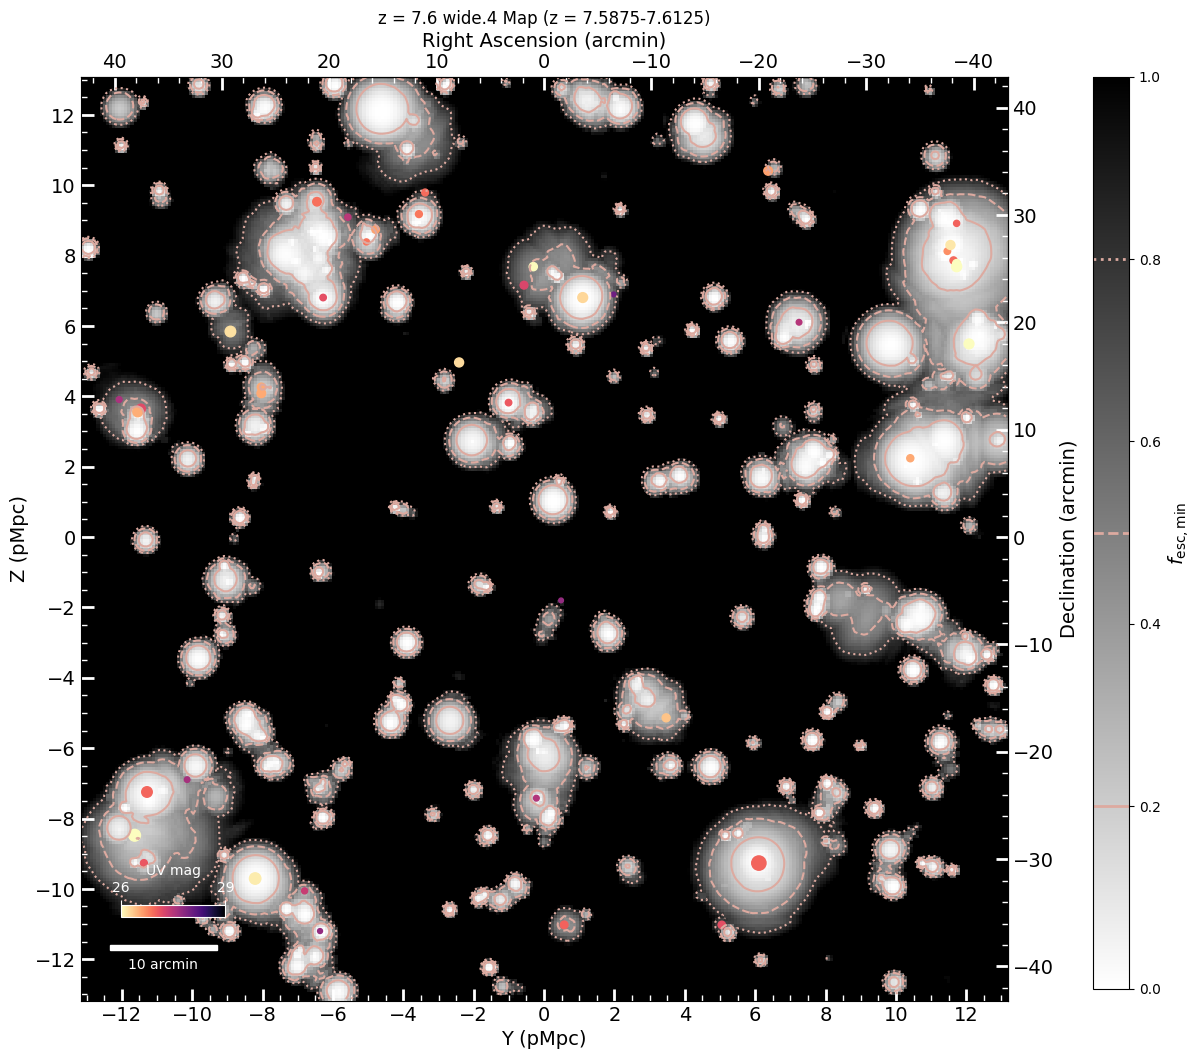 z = 7.6 wide.4 Map (z = 7.5875-7.6125)
Right Ascension (arcmin)
40 30 20 10 0 −10 −20 −30 −40
12 10 8 6 4 2 0 −2 −4 −6 −8 −10 −12
Z (pMpc)
40 30 20 10 0 −10 −20 −30 −40
Declination (arcmin)
1.0 0.8 0.6 0.4 0.2 0.0
f_esc,min
UV mag
26 29
10 arcmin
−12 −10 −8 −6 −4 −2 0 2 4 6 8 10 12
Y (pMpc)